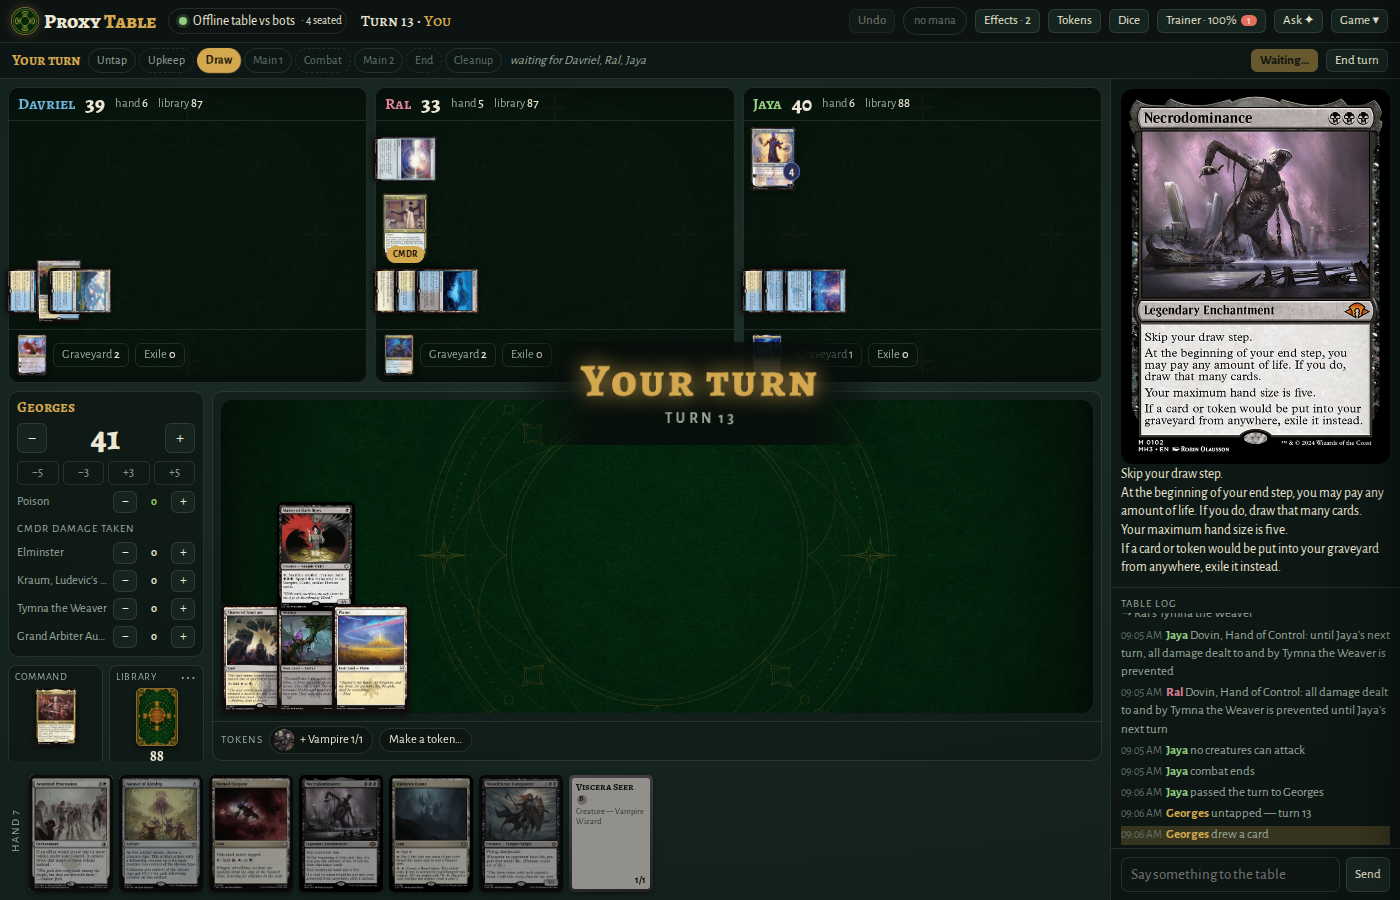 Proxy Table
Offline table vs bots · 4 seated
Turn 13 · You
Undo
no mana
Effects · 2
Tokens
Dice
Trainer · 100% 1
Ask ✦
Game ▾
Your turn
Untap
Upkeep
Draw
Main 1
Combat
Main 2
End
Cleanup
waiting for Davriel, Ral, Jaya
Waiting...
End turn
Davriel 39 hand 6 library 87
Graveyard 2
Exile 0
Ral 33 hand 5 library 87
CMDR
Graveyard 2
Exile 0
Jaya 40 hand 6 library 88
4
Graveyard 1
Exile 0
Your turn
TURN 13
Georges
− 41 +
−5 −3 +3 +5
Poison − 0 +
CMDR DAMAGE TAKEN
Elminster − 0 +
Kraum, Ludevic's ... − 0 +
Tymna the Weaver − 0 +
Grand Arbiter Au... − 0 +
COMMAND
LIBRARY ...
88
TOKENS
+ Vampire 1/1
Make a token...
HAND 7
Necrodominance
Viscera Seer
B
Creature — Vampire
Wizard
1/1
Necrodominance
Legendary Enchantment
Skip your draw step.
At the beginning of your end step, you
may pay any amount of life. If you do,
draw that many cards.
Your maximum hand size is five.
If a card or token would be put into your
graveyard from anywhere, exile it instead.
M 0102
MH3 • EN Robin Olausson
™ & © 2024 Wizards of the Coast
Skip your draw step.
At the beginning of your end step, you may pay any
amount of life. If you do, draw that many cards.
Your maximum hand size is five.
If a card or token would be put into your graveyard
from anywhere, exile it instead.
TABLE LOG
→ Ral's Tymna the Weaver
09:05 AM Jaya Dovin, Hand of Control: until Jaya's next
turn, all damage dealt to and by Tymna the Weaver is
prevented
09:05 AM Ral Dovin, Hand of Control: all damage dealt
to and by Tymna the Weaver is prevented until Jaya's
next turn
09:05 AM Jaya no creatures can attack
09:05 AM Jaya combat ends
09:06 AM Jaya passed the turn to Georges
09:06 AM Georges untapped — turn 13
09:06 AM Georges drew a card
Say something to the table
Send